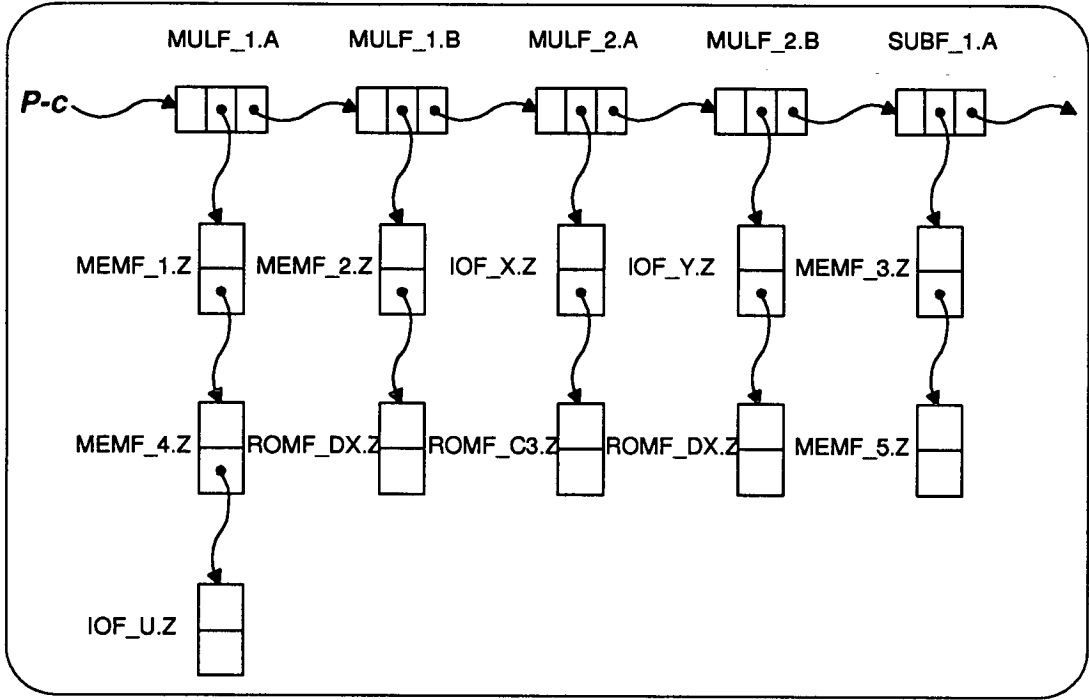 MULF_1.A MULF_1.B MULF_2.A MULF_2.B SUBF_1.A
P-c
MEMF_1.Z MEMF_2.Z IOF_X.Z IOF_Y.Z MEMF_3.Z
MEMF_4.Z ROMF_DX.Z ROMF_C3.Z ROMF_DX.Z MEMF_5.Z
IOF_U.Z